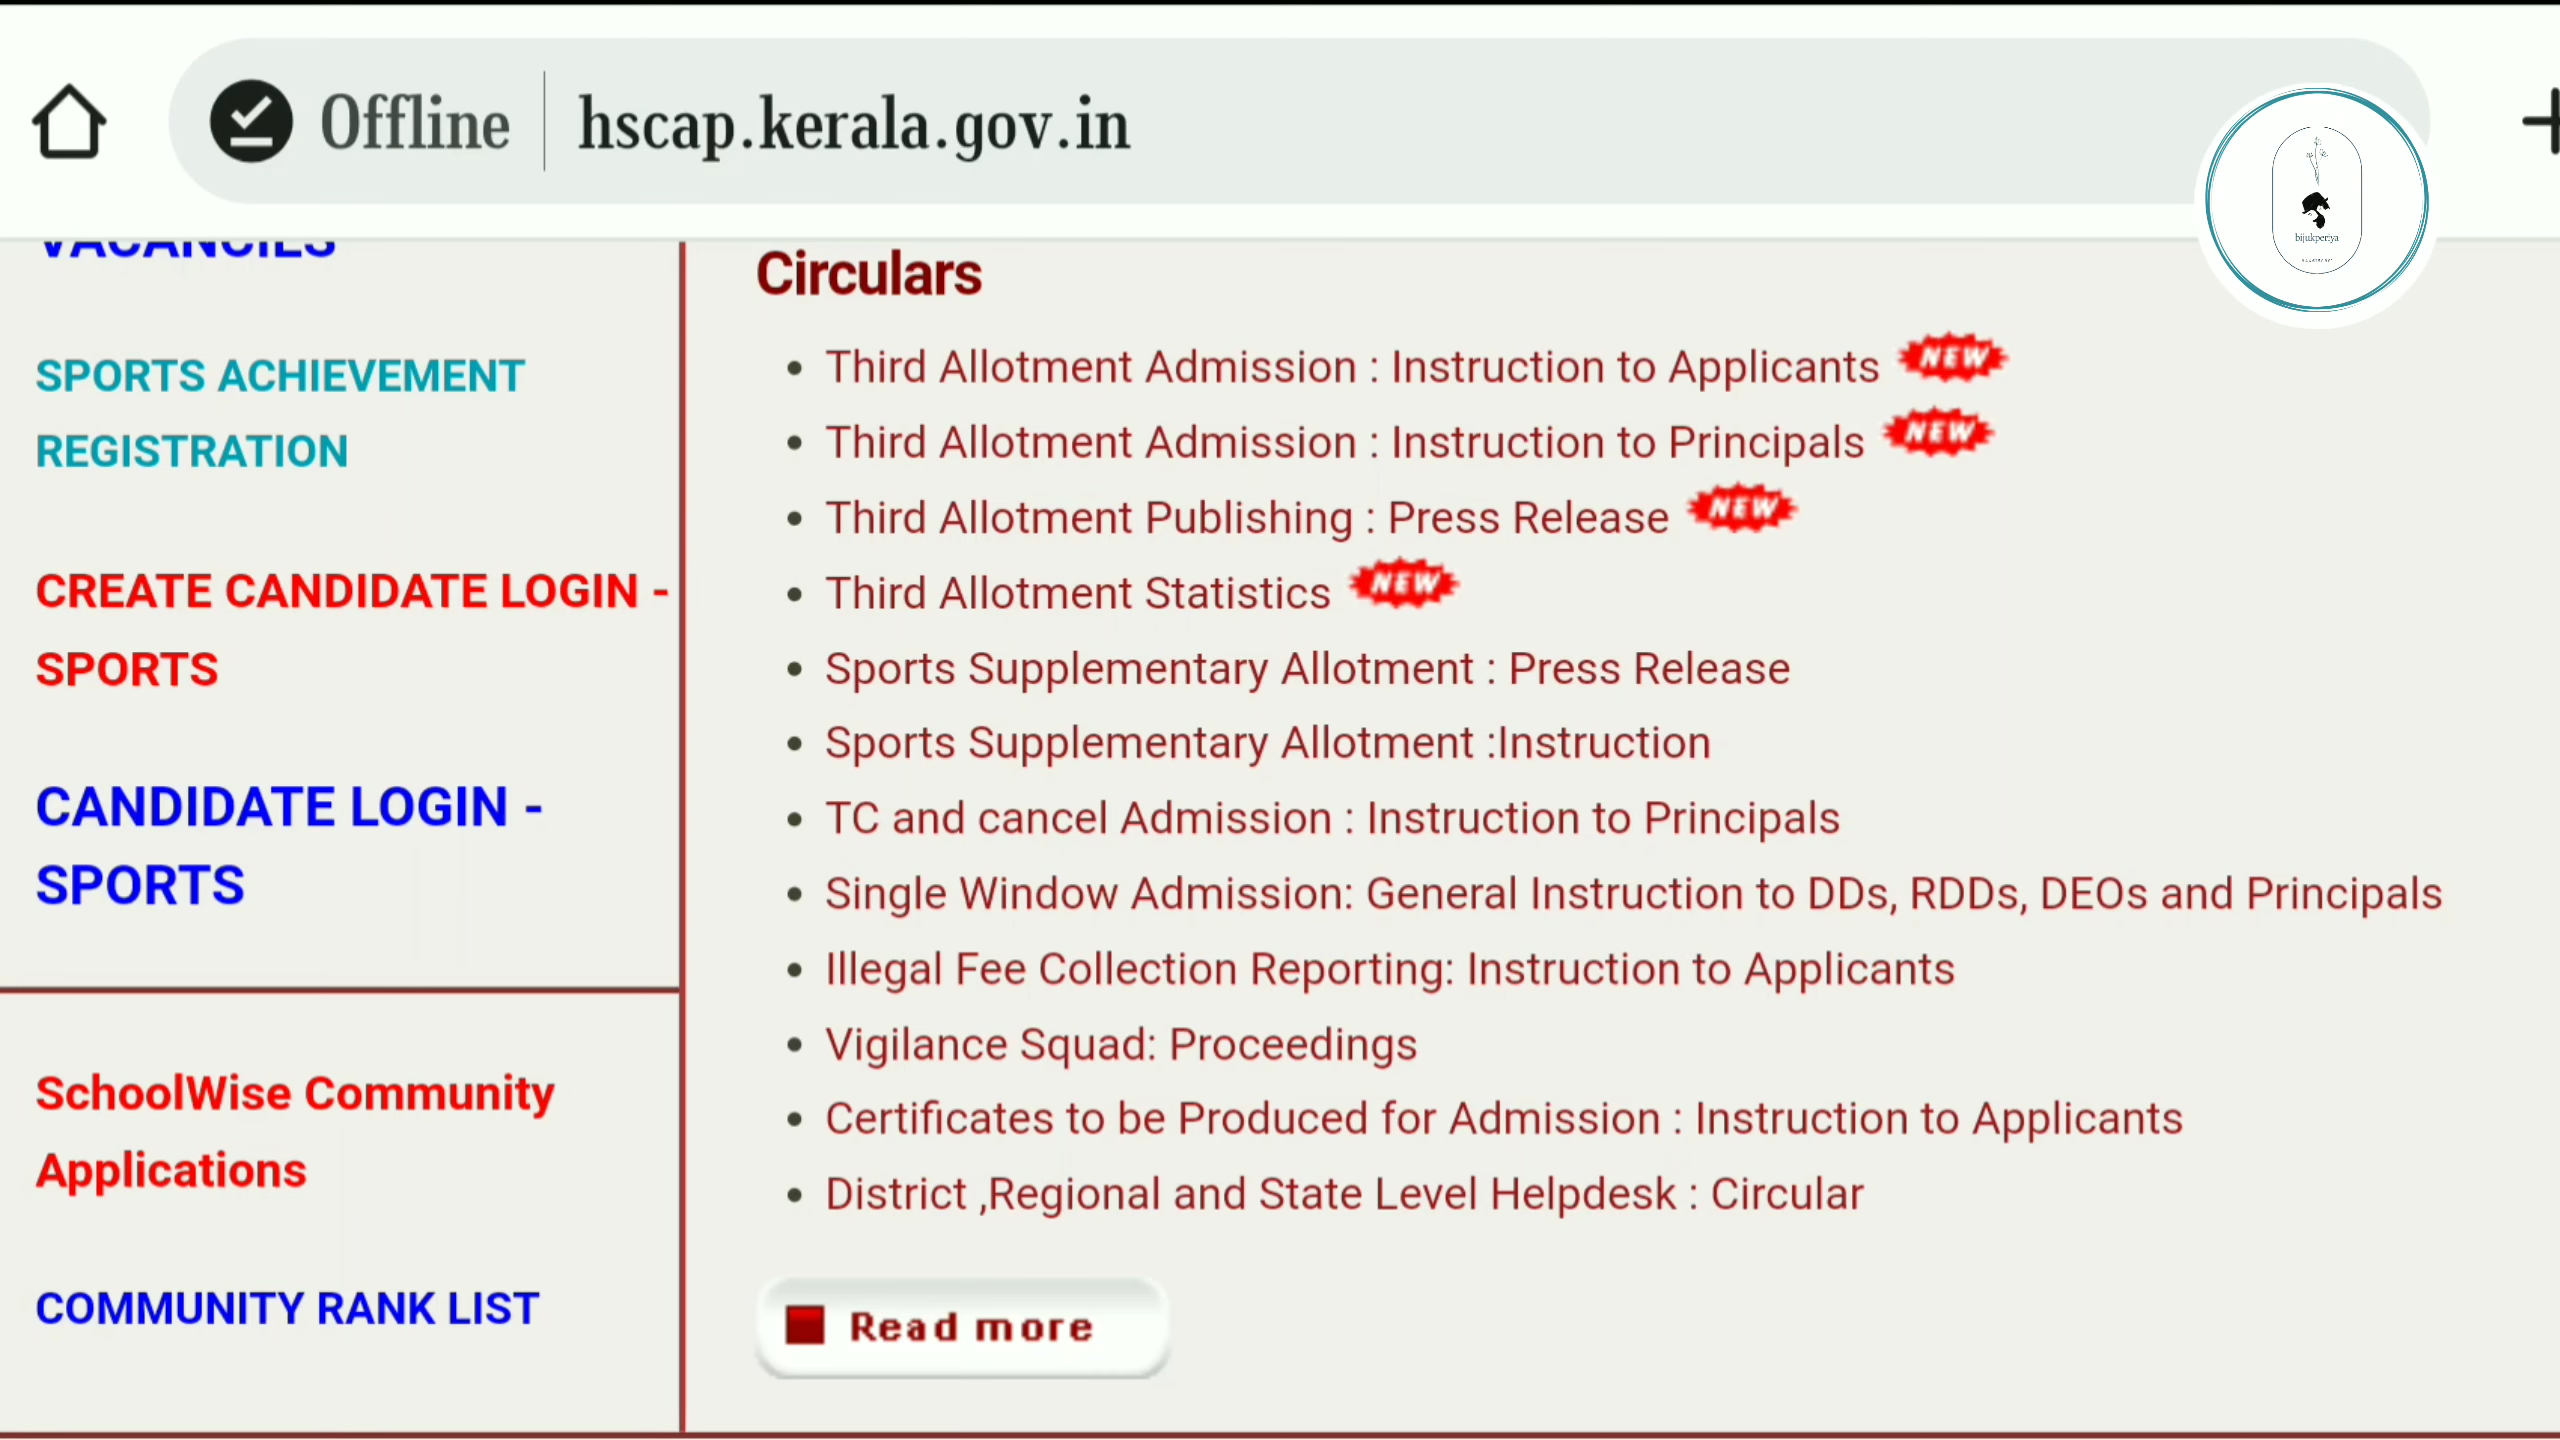 Offline
hscap.kerala.gov.in
bijukperiya
VACANCIES
SPORTS ACHIEVEMENT
REGISTRATION
CREATE CANDIDATE LOGIN -
SPORTS
CANDIDATE LOGIN -
SPORTS
SchoolWise Community
Applications
COMMUNITY RANK LIST
Circulars
Third Allotment Admission : Instruction to Applicants NEW
Third Allotment Admission : Instruction to Principals NEW
Third Allotment Publishing : Press Release NEW
Third Allotment Statistics NEW
Sports Supplementary Allotment : Press Release
Sports Supplementary Allotment :Instruction
TC and cancel Admission : Instruction to Principals
Single Window Admission: General Instruction to DDs, RDDs, DEOs and Principals
Illegal Fee Collection Reporting: Instruction to Applicants
Vigilance Squad: Proceedings
Certificates to be Produced for Admission : Instruction to Applicants
District ,Regional and State Level Helpdesk : Circular
Read more